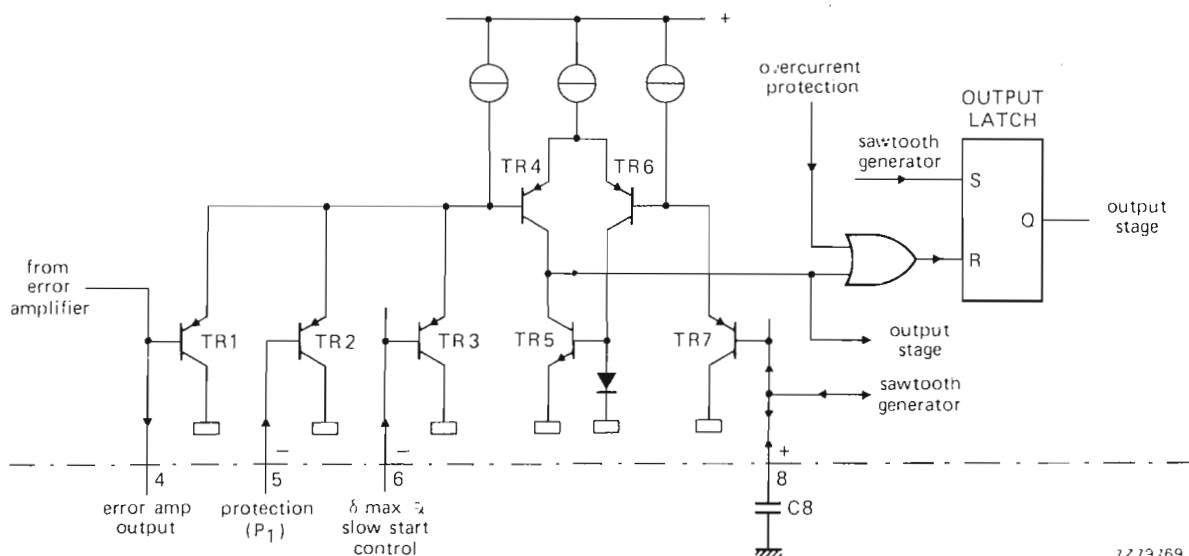 +
overcurrent
protection
OUTPUT
LATCH
sawtooth
generator
TR4
TR6
S
Q
output
stage
R
from
error
amplifier
TR1
TR2
TR3
TR5
TR7
output
stage
sawtooth
generator
−
−
+
4
5
6
8
error amp
output
protection
(P1)
δ max &
slow start
control
C8